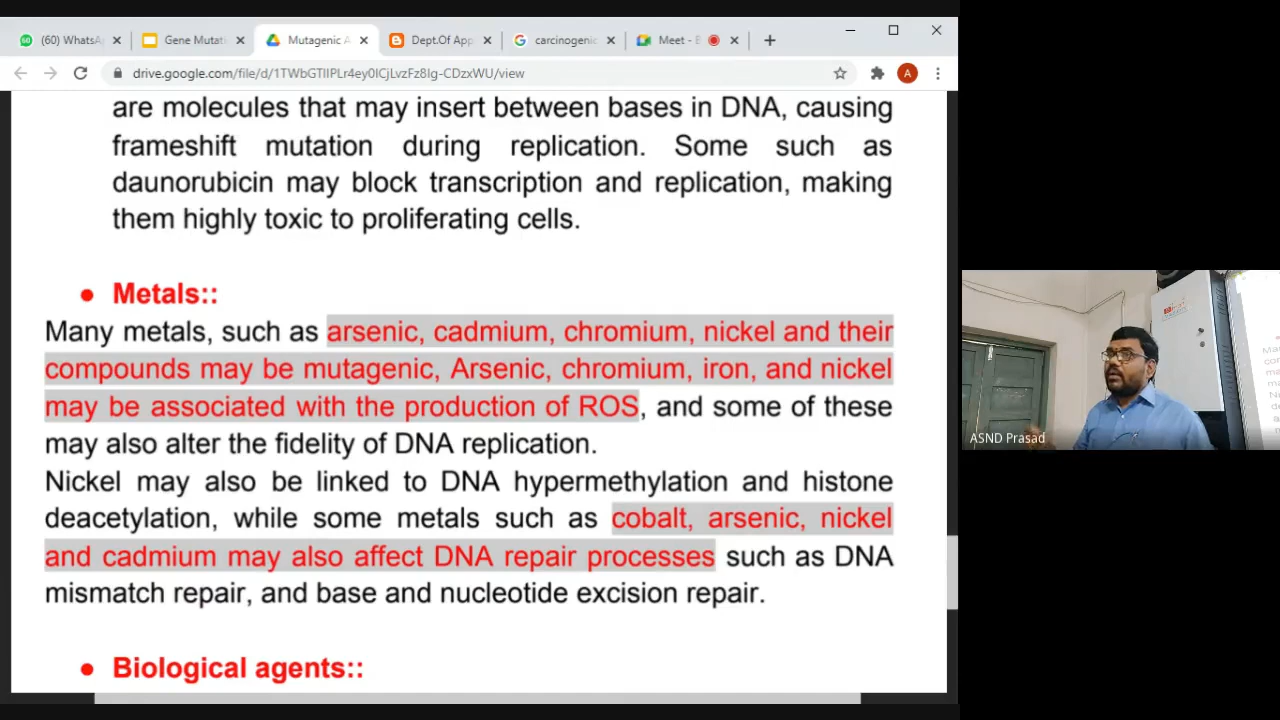 (60) WhatsA
Gene Mutati
Mutagenic A
Dept.Of App
carcinogenic
Meet - E
drive.google.com/file/d/1TWbGTlIPLr4ey0lCjLvzFz8Ig-CDzxWU/view
A
are molecules that may insert between bases in DNA, causing
frameshift mutation during replication. Some such as
daunorubicin may block transcription and replication, making
them highly toxic to proliferating cells.
● Metals::
Many metals, such as arsenic, cadmium, chromium, nickel and their
compounds may be mutagenic, Arsenic, chromium, iron, and nickel
may be associated with the production of ROS, and some of these
may also alter the fidelity of DNA replication.
Nickel may also be linked to DNA hypermethylation and histone
deacetylation, while some metals such as cobalt, arsenic, nickel
and cadmium may also affect DNA repair processes such as DNA
mismatch repair, and base and nucleotide excision repair.
● Biological agents::
ASND Prasad